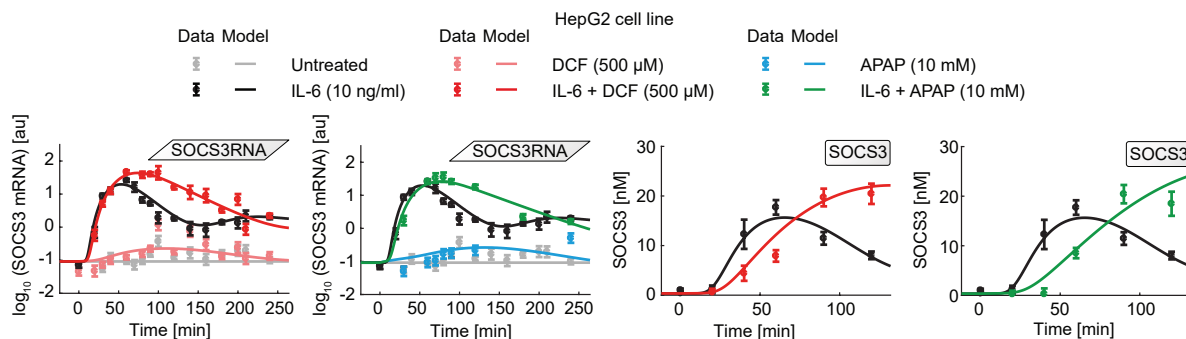 HepG2 cell line
Data Model Data Model Data Model
Untreated DCF (500 µM) APAP (10 mM)
IL-6 (10 ng/ml) IL-6 + DCF (500 µM) IL-6 + APAP (10 mM)
log10 (SOCS3 mRNA) [au]
SOCS3RNA
2
1
0
-1
-2
0 50 100 150 200 250
Time [min]
log10 (SOCS3 mRNA) [au]
SOCS3RNA
2
1
0
-1
-2
0 50 100 150 200 250
Time [min]
SOCS3 [nM]
SOCS3
30
20
10
0
0 50 100
Time [min]
SOCS3 [nM]
SOCS3
30
20
10
0
0 50 100
Time [min]